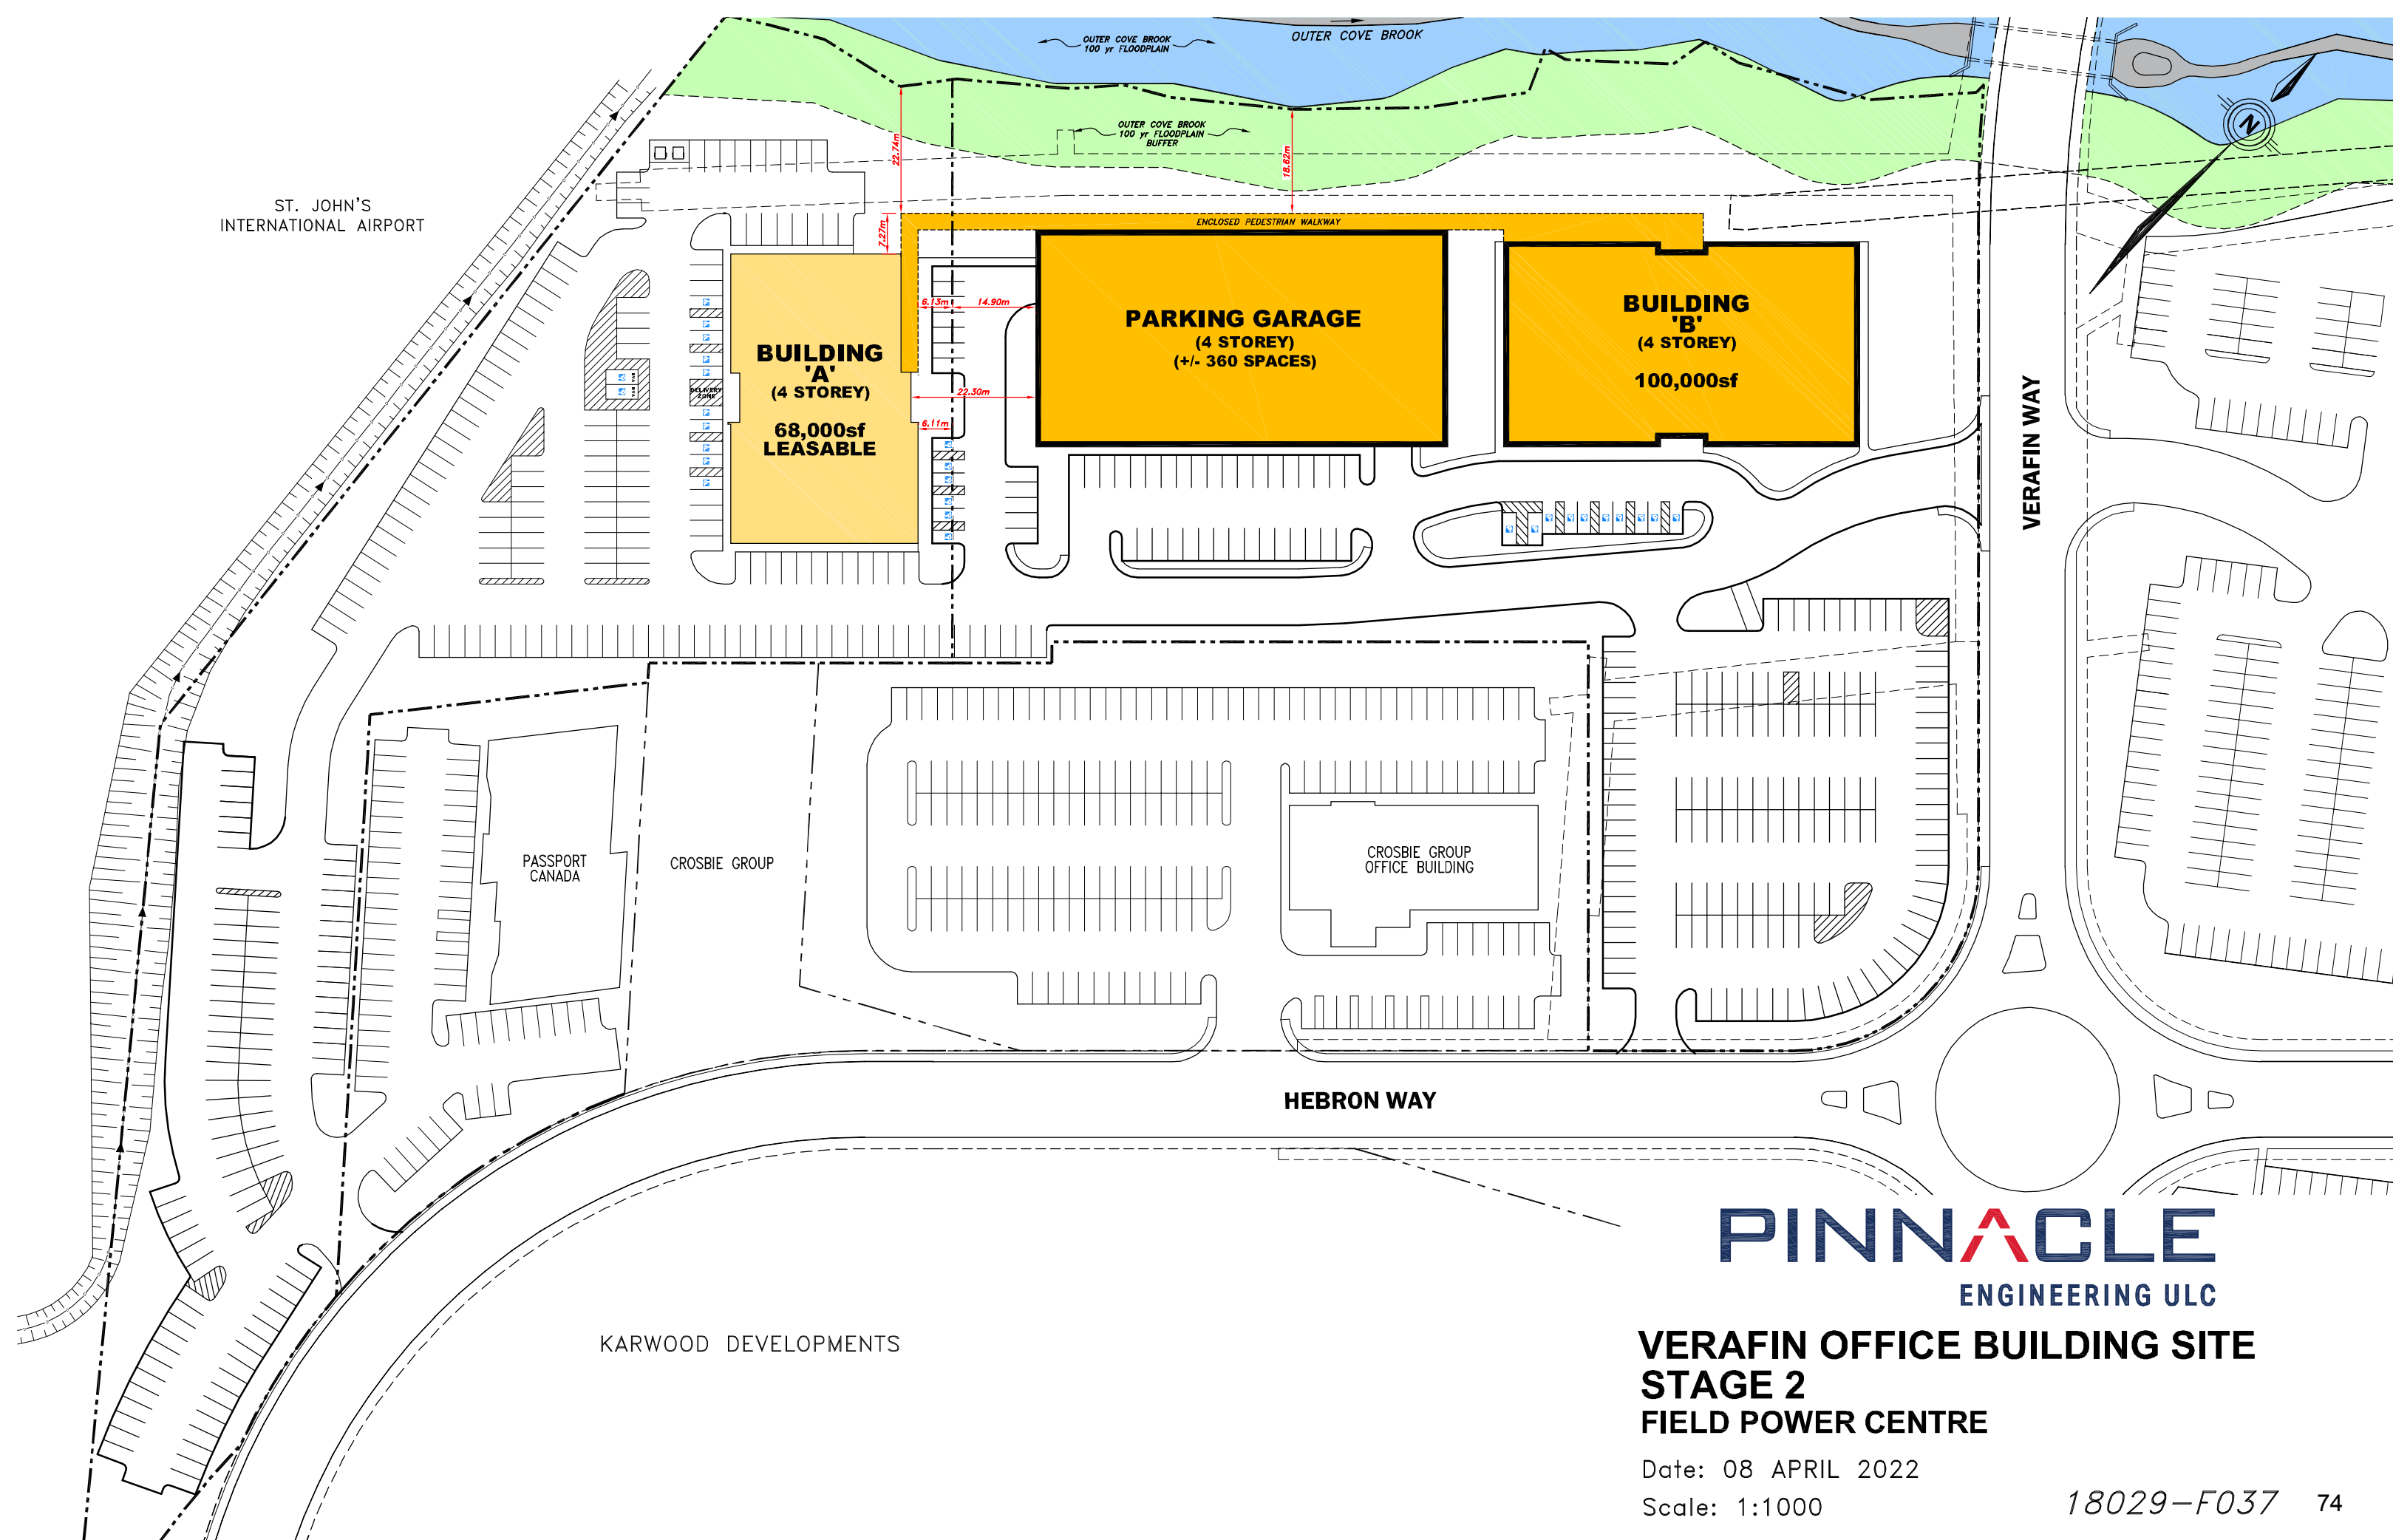 OUTER COVE BROOK
100 yr FLOODPLAIN
OUTER COVE BROOK
OUTER COVE BROOK
100 yr FLOODPLAIN
BUFFER
N
ST. JOHN'S
INTERNATIONAL AIRPORT
22.74m
18.62m
7.27m
ENCLOSED PEDESTRIAN WALKWAY
6.13m
14.90m
22.30m
6.11m
DELIVERY
ZONE
BUILDING
'A'
(4 STOREY)
68,000sf
LEASABLE
PARKING GARAGE
(4 STOREY)
(+/- 360 SPACES)
BUILDING
'B'
(4 STOREY)
100,000sf
VERAFIN WAY
PASSPORT
CANADA
CROSBIE GROUP
CROSBIE GROUP
OFFICE BUILDING
HEBRON WAY
KARWOOD DEVELOPMENTS
PINNACLE
ENGINEERING ULC
VERAFIN OFFICE BUILDING SITE
STAGE 2
FIELD POWER CENTRE
Date: 08 APRIL 2022
Scale: 1:1000
18029-F037 74